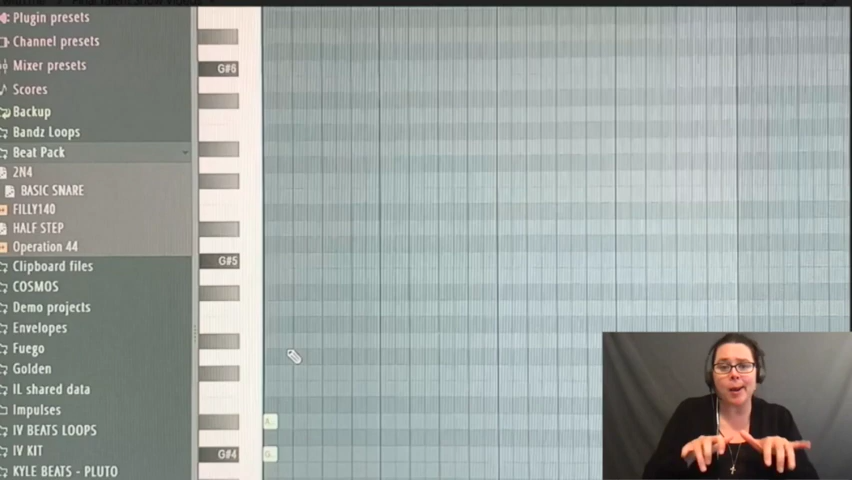 Plugin presets
Channel presets
Mixer presets
Scores
Backup
Bandz Loops
Beat Pack
2N4
BASIC SNARE
FILLY140
HALF STEP
Operation 44
Clipboard files
COSMOS
Demo projects
Envelopes
Fuego
Golden
IL shared data
Impulses
IV BEATS LOOPS
IV KIT
KYLE BEATS - PLUTO
G#6
G#5
G#4
A
G